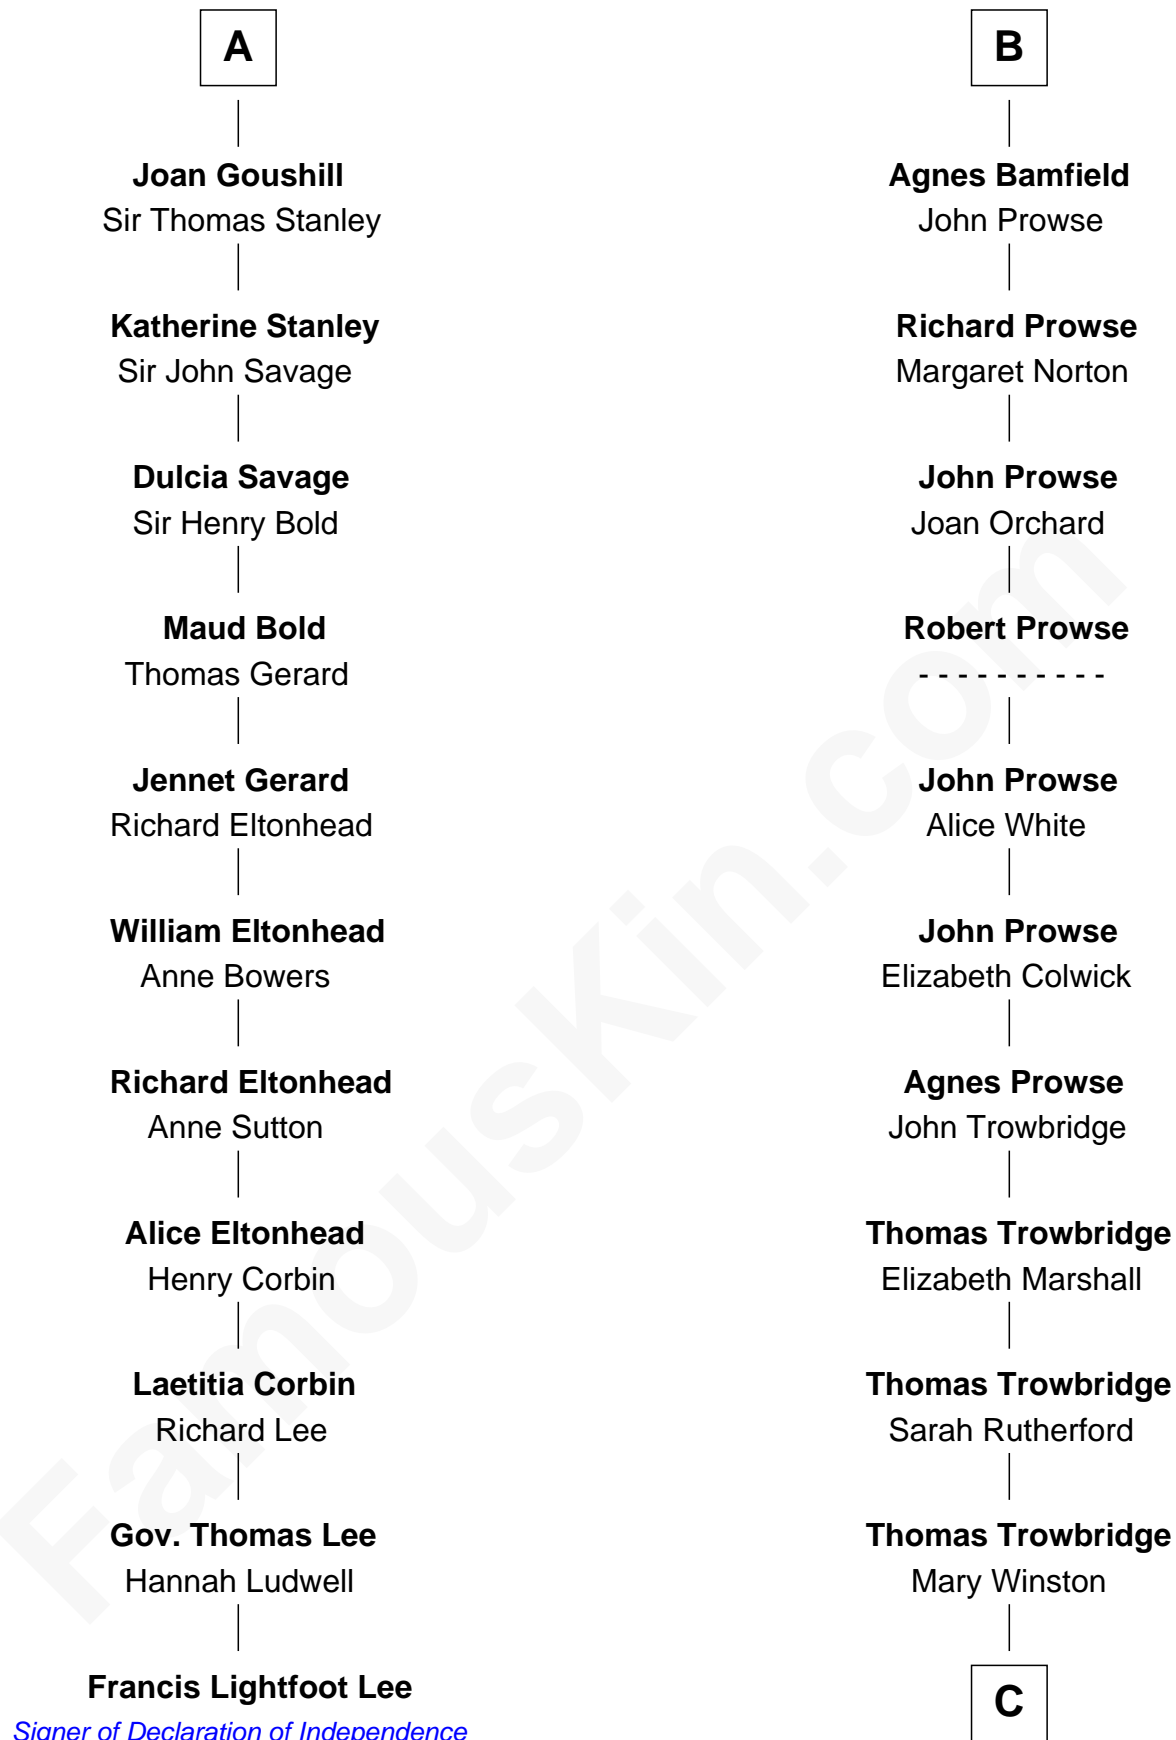 A
Joan Goushill
Sir Thomas Stanley
Katherine Stanley
Sir John Savage
Dulcia Savage
Sir Henry Bold
Maud Bold
Thomas Gerard
Jennet Gerard
Richard Eltonhead
William Eltonhead
Anne Bowers
Richard Eltonhead
Anne Sutton
Alice Eltonhead
Henry Corbin
Laetitia Corbin
Richard Lee
Gov. Thomas Lee
Hannah Ludwell
Francis Lightfoot Lee
Signer of Declaration of Independence
B
Agnes Bamfield
John Prowse
Richard Prowse
Margaret Norton
John Prowse
Joan Orchard
Robert Prowse
- - - - - - - - - -
John Prowse
Alice White
John Prowse
Elizabeth Colwick
Agnes Prowse
John Trowbridge
Thomas Trowbridge
Elizabeth Marshall
Thomas Trowbridge
Sarah Rutherford
Thomas Trowbridge
Mary Winston
C
FamousKin.com